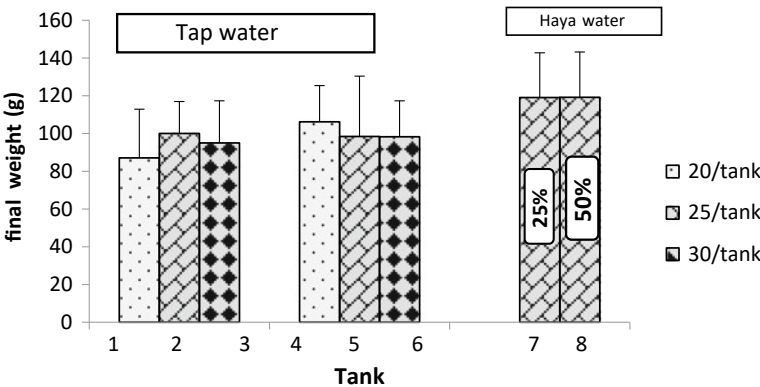 Tap water
Haya water
final weight (g)
160
140
120
100
80
60
40
20
0
25%
50%
20/tank
25/tank
30/tank
1 2 3 4 5 6 7 8
Tank